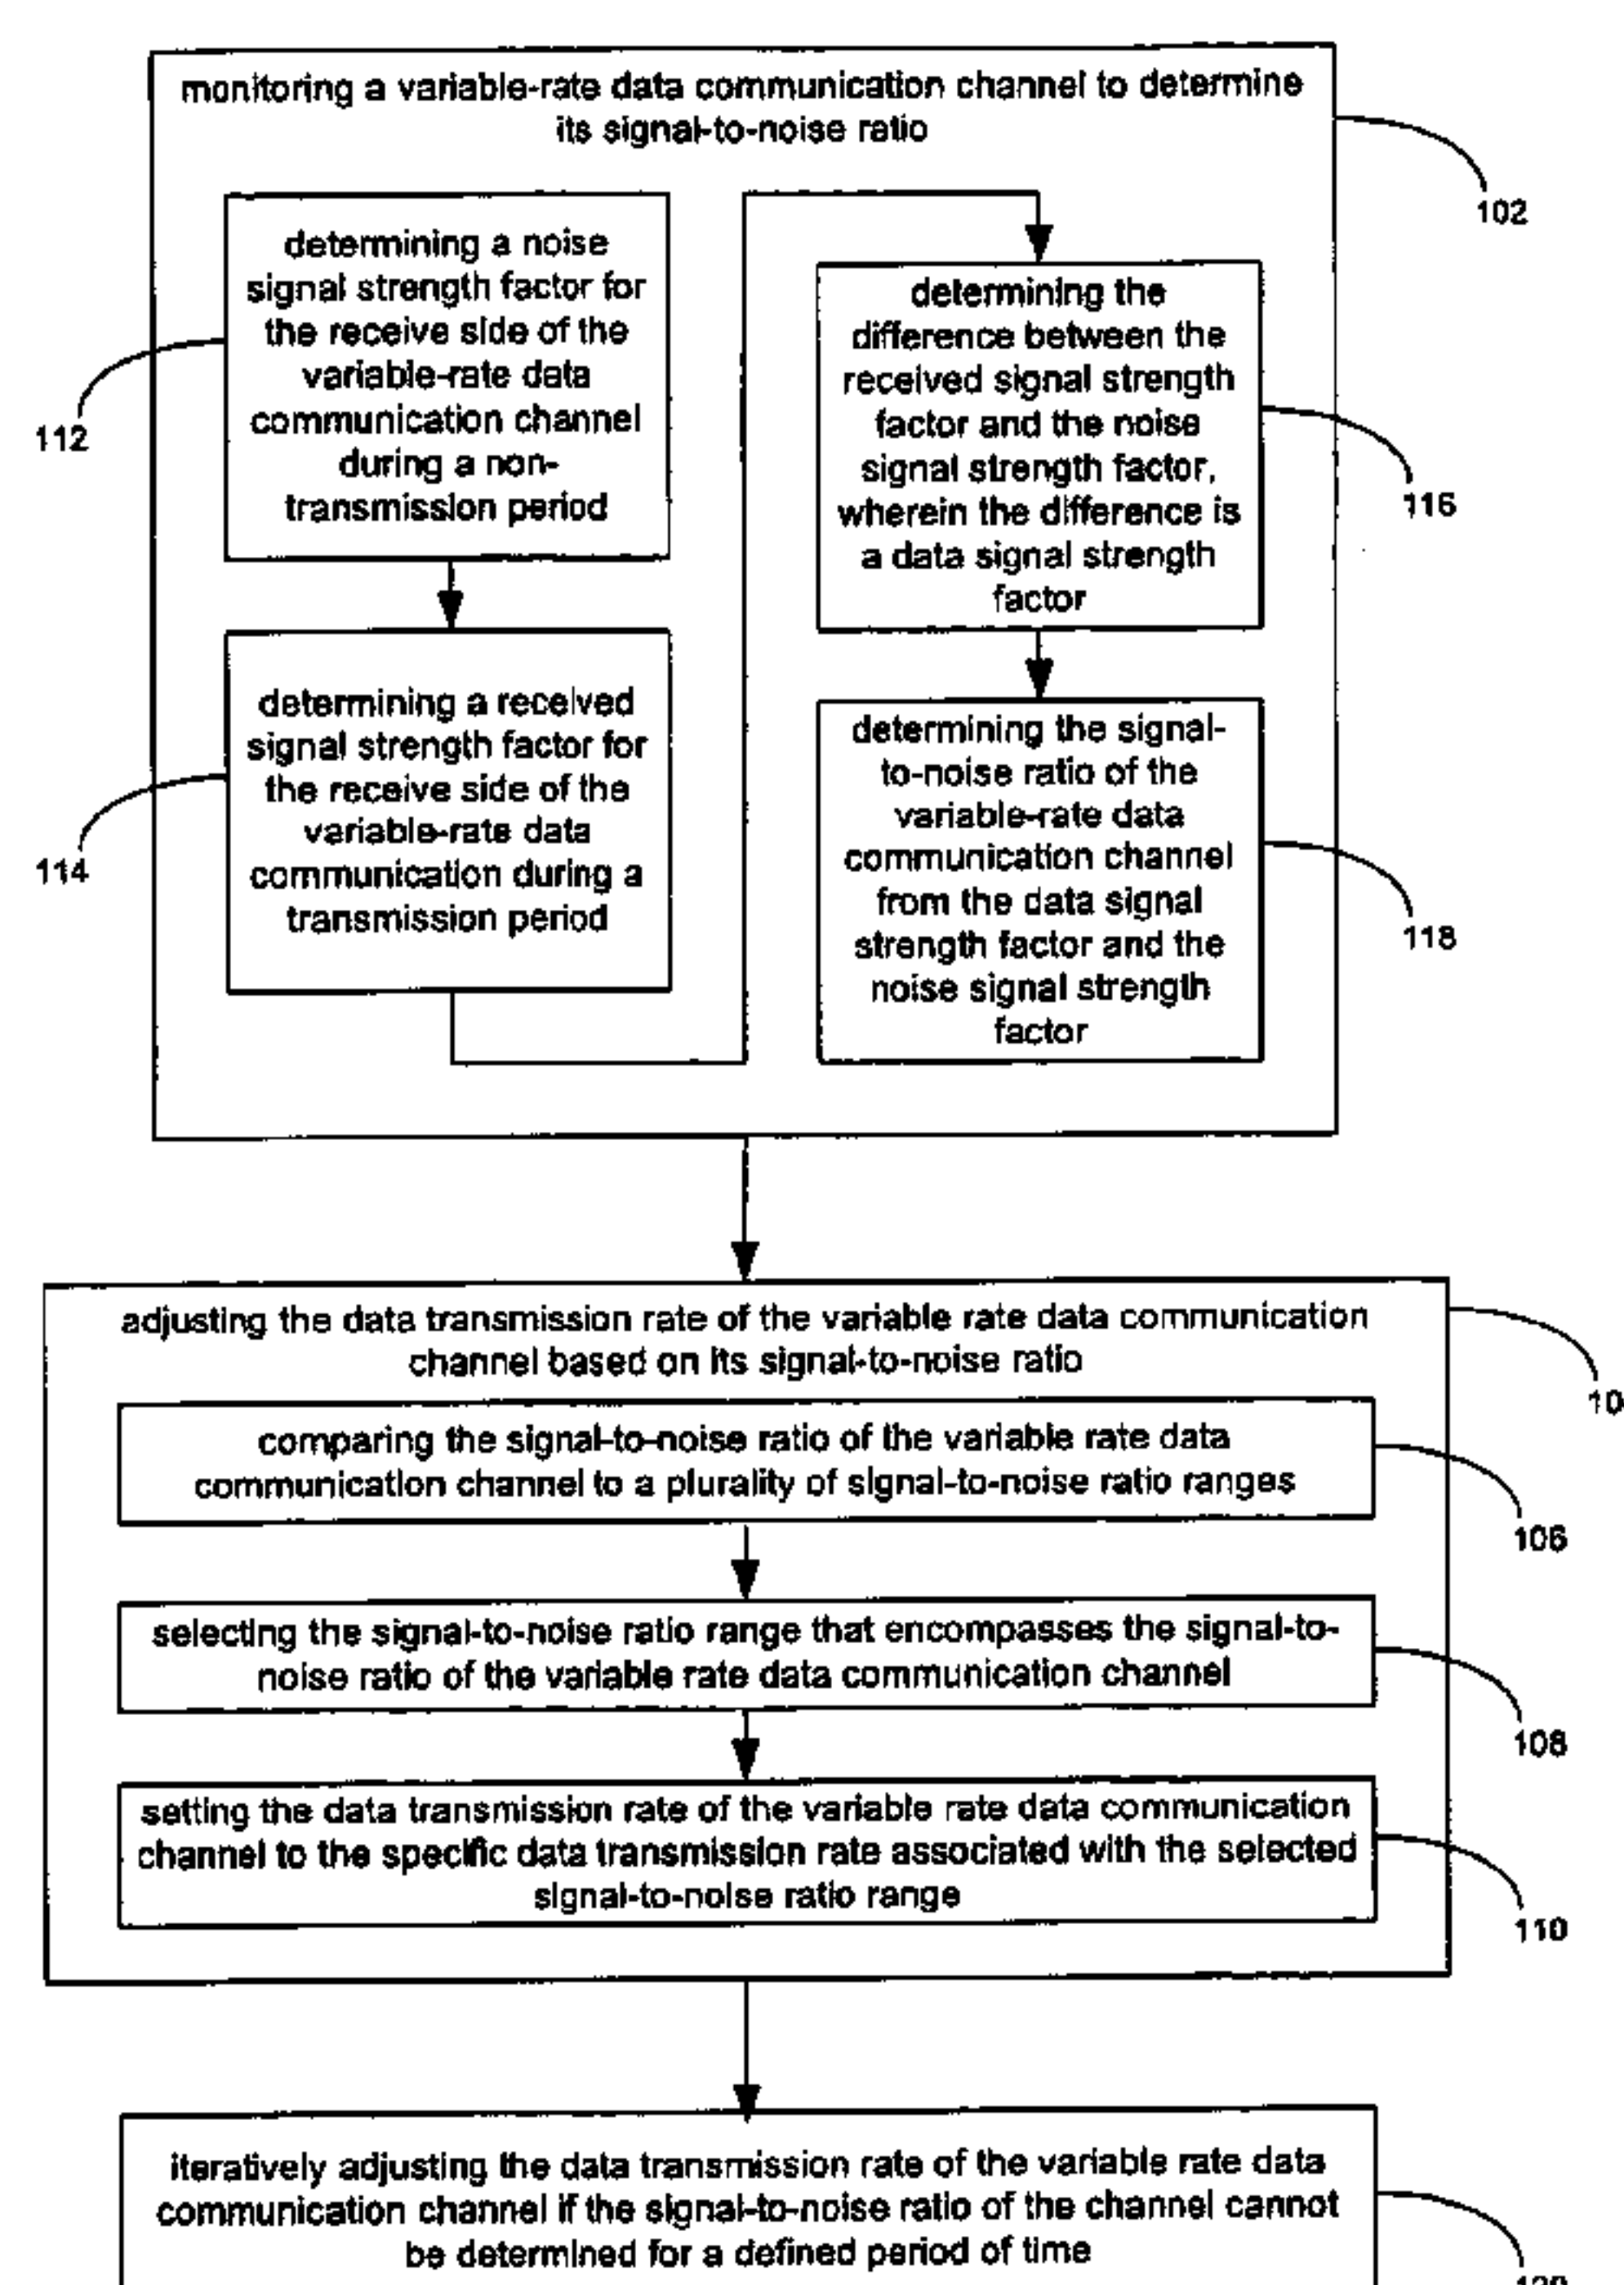 monitoring a variable-rate data communication channel to determine
its signal-to-noise ratio
102
determining a noise
signal strength factor for
the receive side of the
variable-rate data
communication channel
during a non-
transmission period
112
determining a received
signal strength factor for
the receive side of the
variable-rate data
communication during a
transmission period
114
determining the
difference between the
received signal strength
factor and the noise
signal strength factor,
wherein the difference is
a data signal strength
factor
116
determining the signal-
to-noise ratio of the
variable-rate data
communication channel
from the data signal
strength factor and the
noise signal strength
factor
118
adjusting the data transmission rate of the variable rate data communication
channel based on its signal-to-noise ratio
10
comparing the signal-to-noise ratio of the variable rate data
communication channel to a plurality of signal-to-noise ratio ranges
106
selecting the signal-to-noise ratio range that encompasses the signal-to-
noise ratio of the variable rate data communication channel
108
setting the data transmission rate of the variable rate data communication
channel to the specific data transmission rate associated with the selected
signal-to-noise ratio range
110
iteratively adjusting the data transmission rate of the variable rate data
communication channel if the signal-to-noise ratio of the channel cannot
be determined for a defined period of time